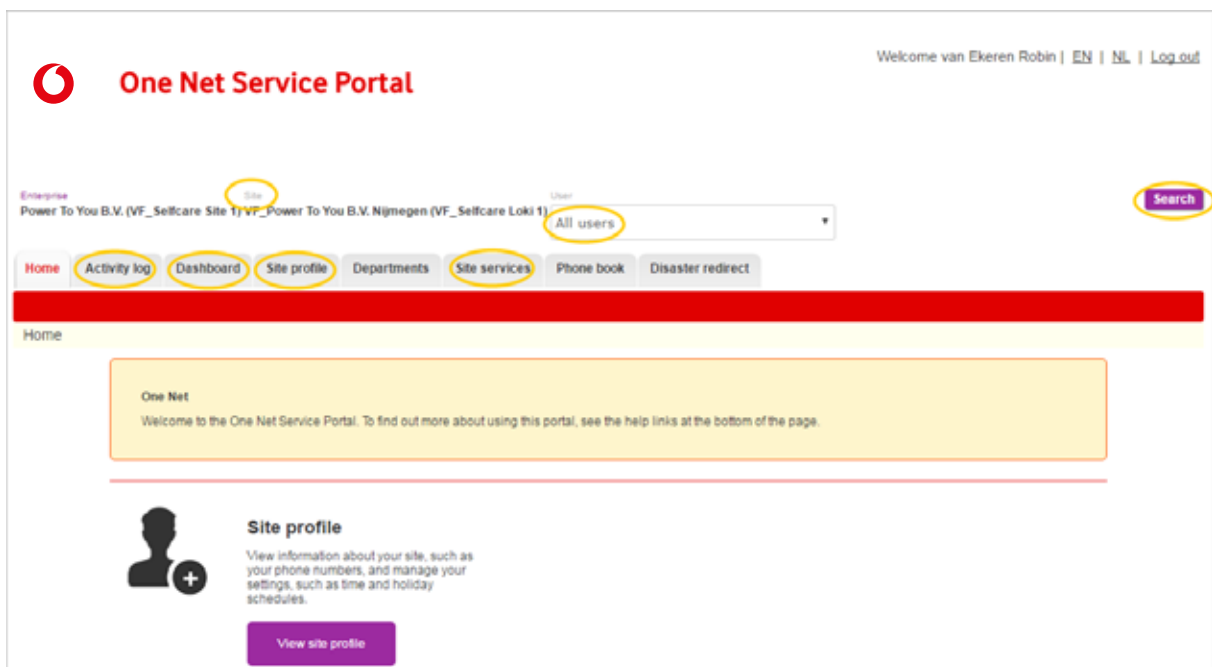 Welcome van Ekeren Robin | EN | NL | Log out
One Net Service Portal
Enterprise Site User
Power To You B.V. (VF_Selfcare Site 1) VF_Power To You B.V. Nijmegen (VF_Selfcare Loki 1)
All users
Search
Home Activity log Dashboard Site profile Departments Site services Phone book Disaster redirect
Home
One Net
Welcome to the One Net Service Portal. To find out more about using this portal, see the help links at the bottom of the page.
Site profile
View information about your site, such as
your phone numbers, and manage your
settings, such as time and holiday
schedules.
View site profile